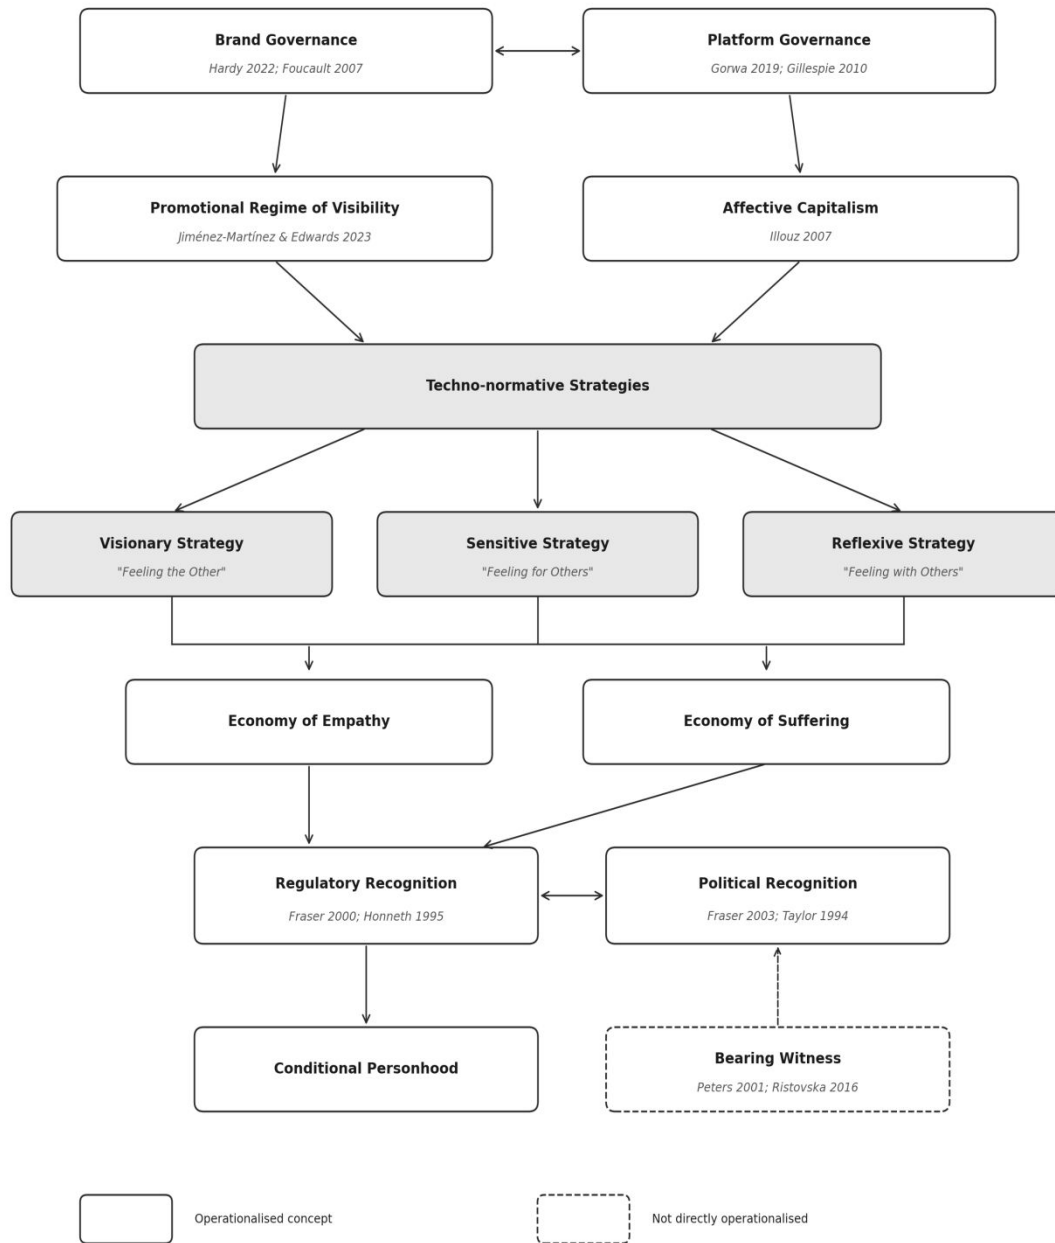 Brand Governance
Hardy 2022; Foucault 2007
Platform Governance
Gorwa 2019; Gillespie 2010
Promotional Regime of Visibility
Jiménez-Martínez & Edwards 2023
Affective Capitalism
Illouz 2007
Techno-normative Strategies
Visionary Strategy
"Feeling the Other"
Sensitive Strategy
"Feeling for Others"
Reflexive Strategy
"Feeling with Others"
Economy of Empathy
Economy of Suffering
Regulatory Recognition
Fraser 2000; Honneth 1995
Political Recognition
Fraser 2003; Taylor 1994
Conditional Personhood
Bearing Witness
Peters 2001; Ristovska 2016
Operationalised concept
Not directly operationalised